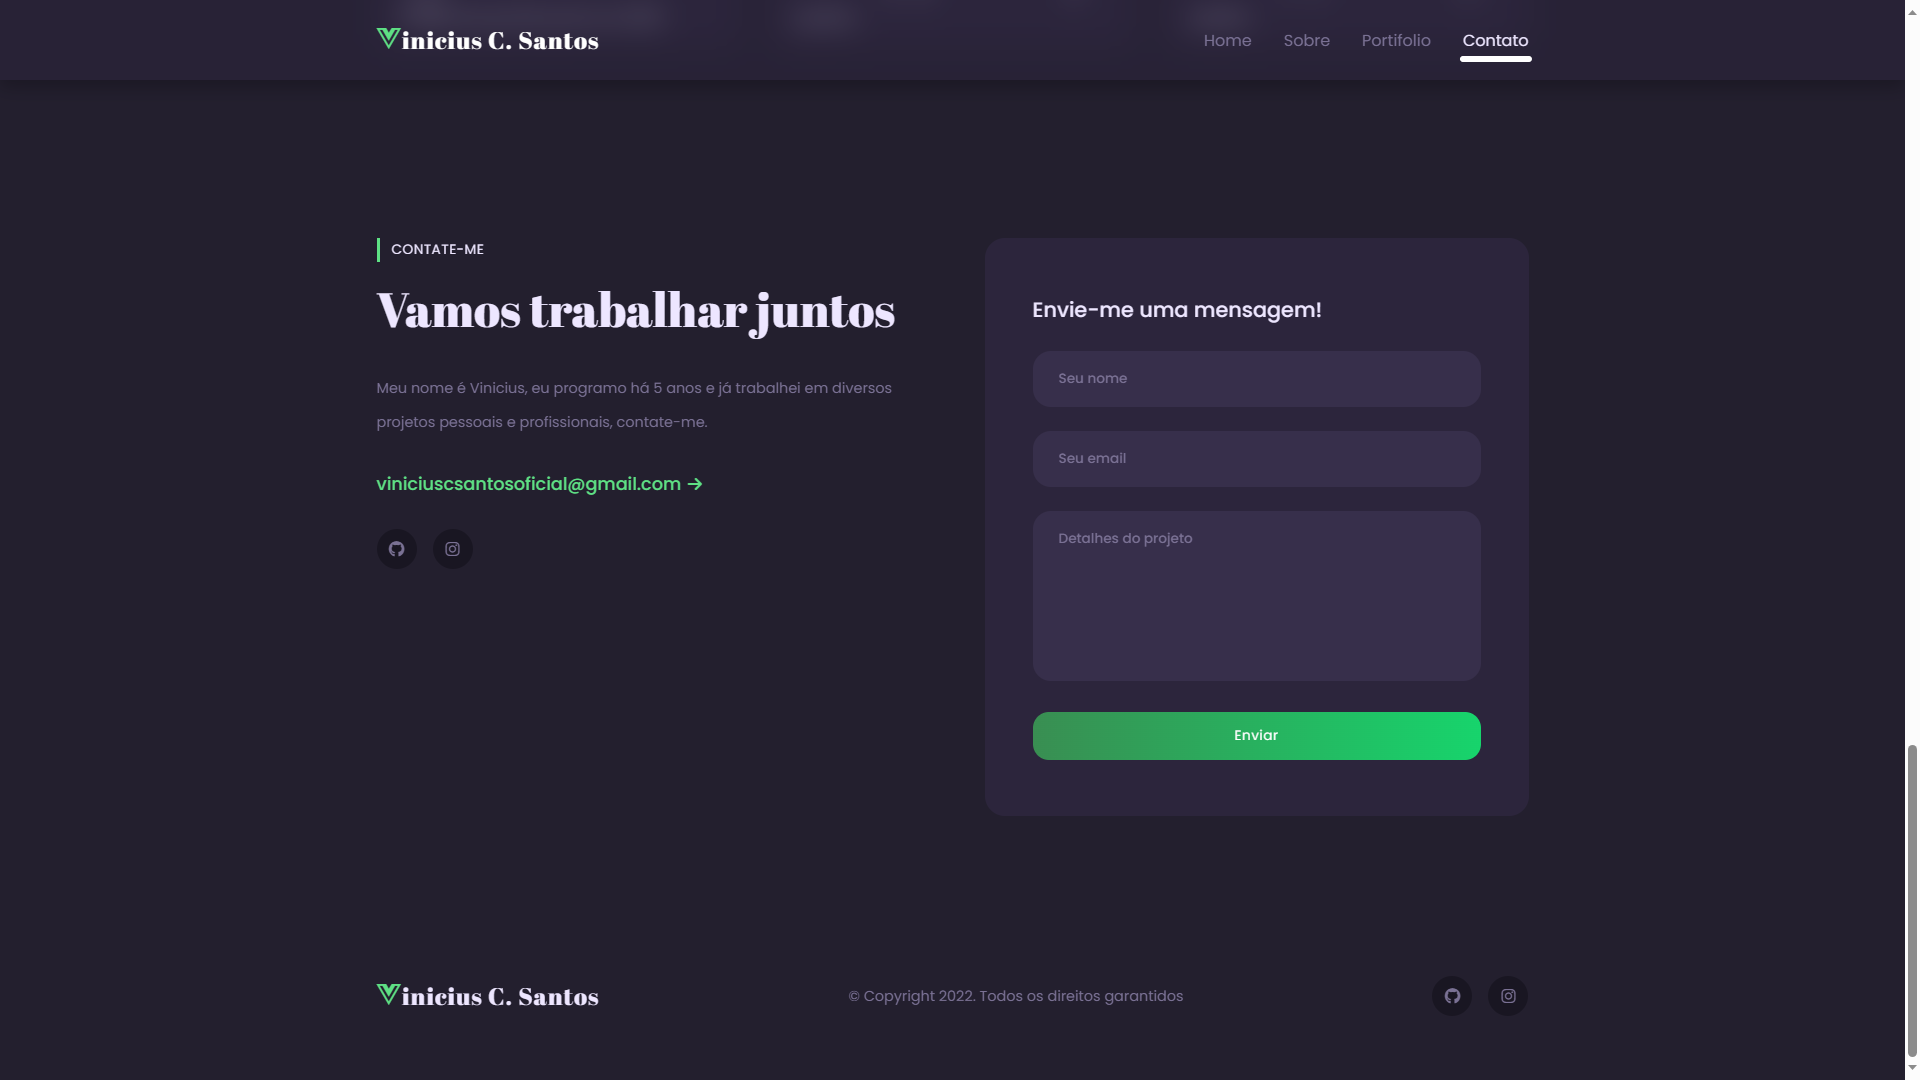 Vinicius C. Santos
Home Sobre Portifolio Contato
CONTATE-ME
Vamos trabalhar juntos
Meu nome é Vinicius, eu programo há 5 anos e já trabalhei em diversos
projetos pessoais e profissionais, contate-me.
viniciuscsantosoficial@gmail.com →
Envie-me uma mensagem!
Seu nome
Seu email
Detalhes do projeto
Enviar
Vinicius C. Santos
© Copyright 2022. Todos os direitos garantidos